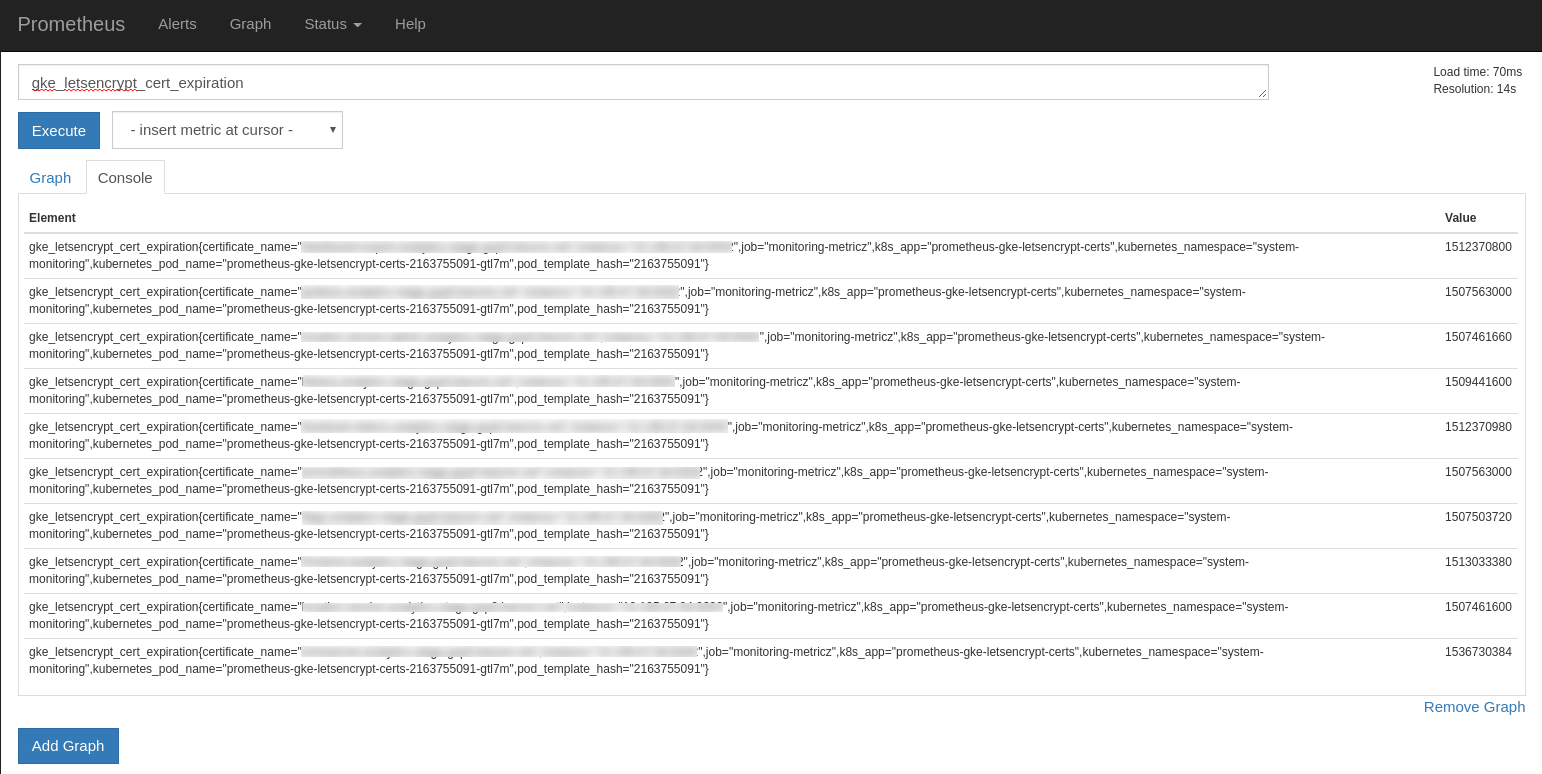 Prometheus Alerts Graph Status Help
gke_letsencrypt_cert_expiration
Load time: 70ms
Resolution: 14s
Execute - insert metric at cursor -
Graph Console
Element Value
gke_letsencrypt_cert_expiration{certificate_name=" ",job="monitoring-metricz",k8s_app="prometheus-gke-letsencrypt-certs",kubernetes_namespace="system- 1512370800
monitoring",kubernetes_pod_name="prometheus-gke-letsencrypt-certs-2163755091-gtl7m",pod_template_hash="2163755091"}
gke_letsencrypt_cert_expiration{certificate_name=" ",job="monitoring-metricz",k8s_app="prometheus-gke-letsencrypt-certs",kubernetes_namespace="system- 1507563000
monitoring",kubernetes_pod_name="prometheus-gke-letsencrypt-certs-2163755091-gtl7m",pod_template_hash="2163755091"}
gke_letsencrypt_cert_expiration{certificate_name=" ",job="monitoring-metricz",k8s_app="prometheus-gke-letsencrypt-certs",kubernetes_namespace="system- 1507461660
monitoring",kubernetes_pod_name="prometheus-gke-letsencrypt-certs-2163755091-gtl7m",pod_template_hash="2163755091"}
gke_letsencrypt_cert_expiration{certificate_name=" ",job="monitoring-metricz",k8s_app="prometheus-gke-letsencrypt-certs",kubernetes_namespace="system- 1509441600
monitoring",kubernetes_pod_name="prometheus-gke-letsencrypt-certs-2163755091-gtl7m",pod_template_hash="2163755091"}
gke_letsencrypt_cert_expiration{certificate_name=" ",job="monitoring-metricz",k8s_app="prometheus-gke-letsencrypt-certs",kubernetes_namespace="system- 1512370980
monitoring",kubernetes_pod_name="prometheus-gke-letsencrypt-certs-2163755091-gtl7m",pod_template_hash="2163755091"}
gke_letsencrypt_cert_expiration{certificate_name=" ",job="monitoring-metricz",k8s_app="prometheus-gke-letsencrypt-certs",kubernetes_namespace="system- 1507563000
monitoring",kubernetes_pod_name="prometheus-gke-letsencrypt-certs-2163755091-gtl7m",pod_template_hash="2163755091"}
gke_letsencrypt_cert_expiration{certificate_name=" ",job="monitoring-metricz",k8s_app="prometheus-gke-letsencrypt-certs",kubernetes_namespace="system- 1507503720
monitoring",kubernetes_pod_name="prometheus-gke-letsencrypt-certs-2163755091-gtl7m",pod_template_hash="2163755091"}
gke_letsencrypt_cert_expiration{certificate_name=" ",job="monitoring-metricz",k8s_app="prometheus-gke-letsencrypt-certs",kubernetes_namespace="system- 1513033380
monitoring",kubernetes_pod_name="prometheus-gke-letsencrypt-certs-2163755091-gtl7m",pod_template_hash="2163755091"}
gke_letsencrypt_cert_expiration{certificate_name=" ",job="monitoring-metricz",k8s_app="prometheus-gke-letsencrypt-certs",kubernetes_namespace="system- 1507461600
monitoring",kubernetes_pod_name="prometheus-gke-letsencrypt-certs-2163755091-gtl7m",pod_template_hash="2163755091"}
gke_letsencrypt_cert_expiration{certificate_name=" ",job="monitoring-metricz",k8s_app="prometheus-gke-letsencrypt-certs",kubernetes_namespace="system- 1536730384
monitoring",kubernetes_pod_name="prometheus-gke-letsencrypt-certs-2163755091-gtl7m",pod_template_hash="2163755091"}
Remove Graph
Add Graph